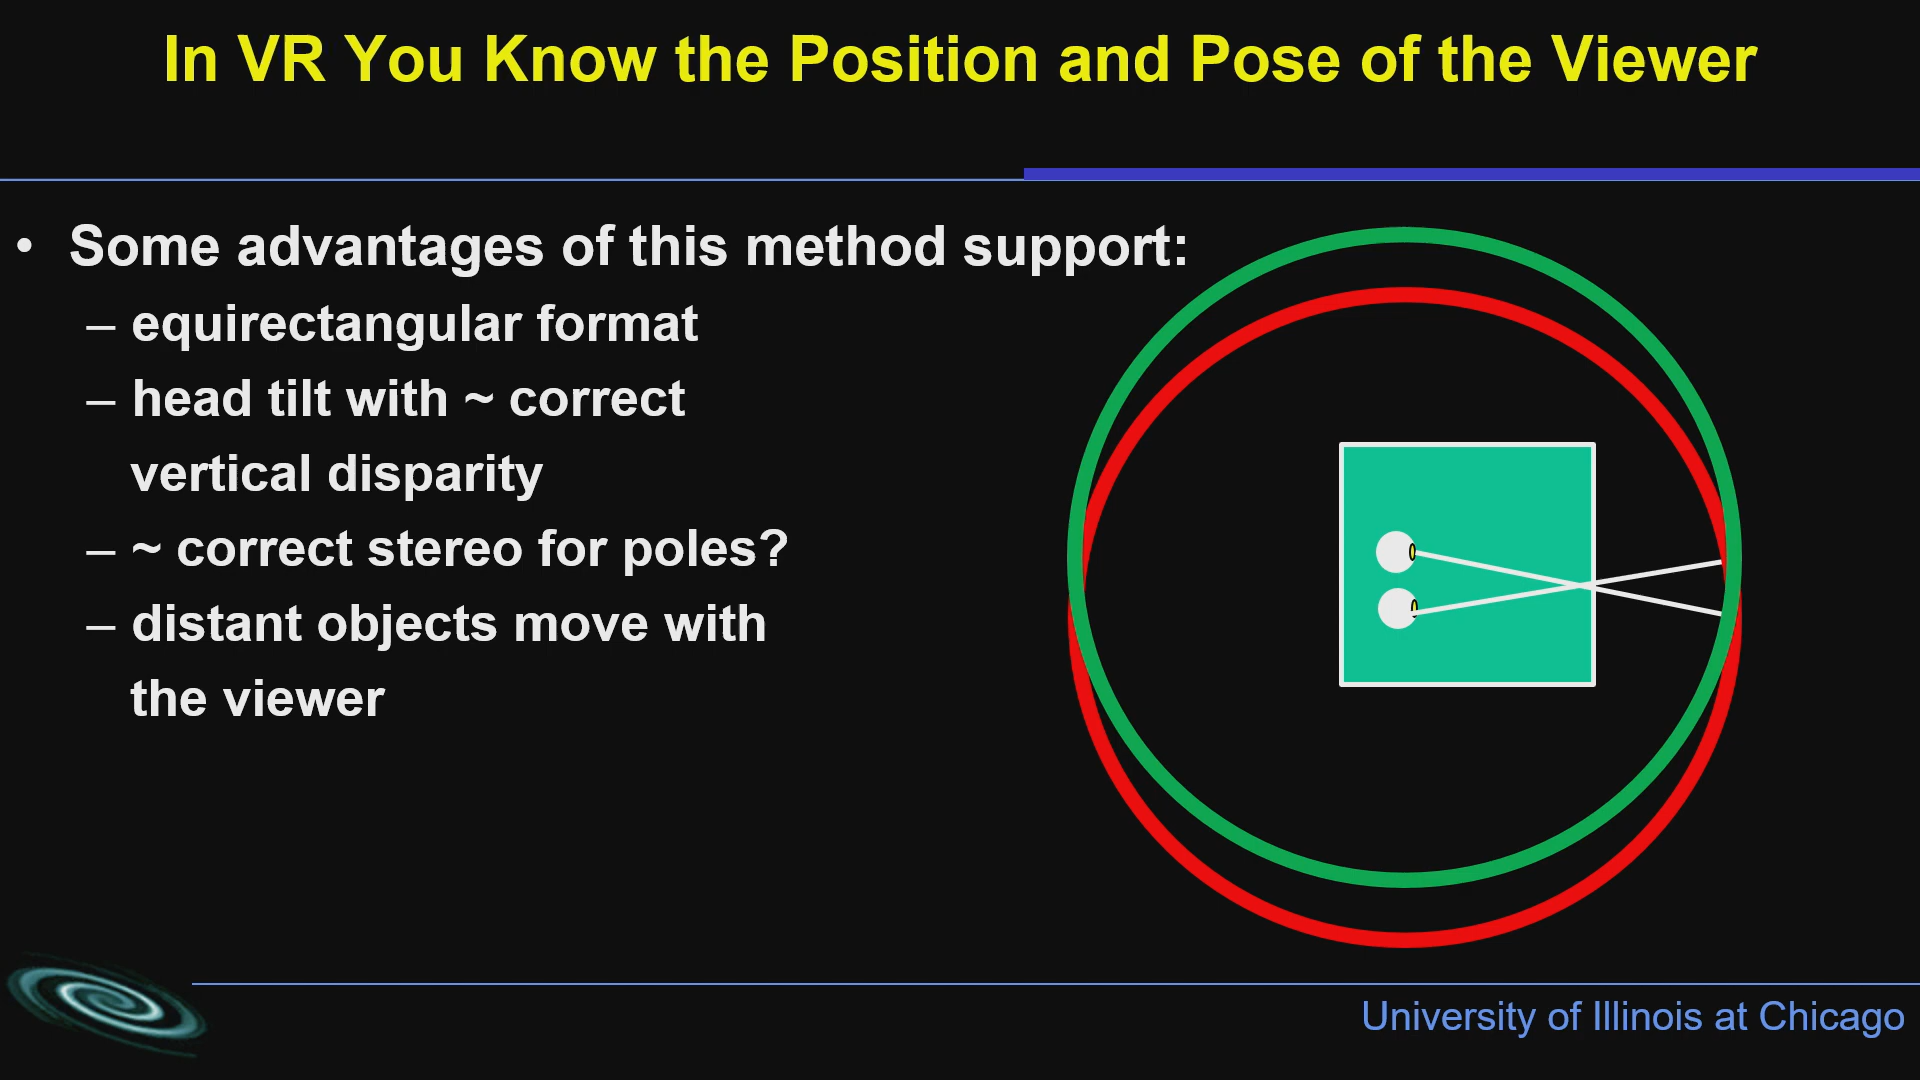 In VR You Know the Position and Pose of the Viewer
• Some advantages of this method support:
– equirectangular format
– head tilt with ~ correct
vertical disparity
– ~ correct stereo for poles?
– distant objects move with
the viewer
University of Illinois at Chicago